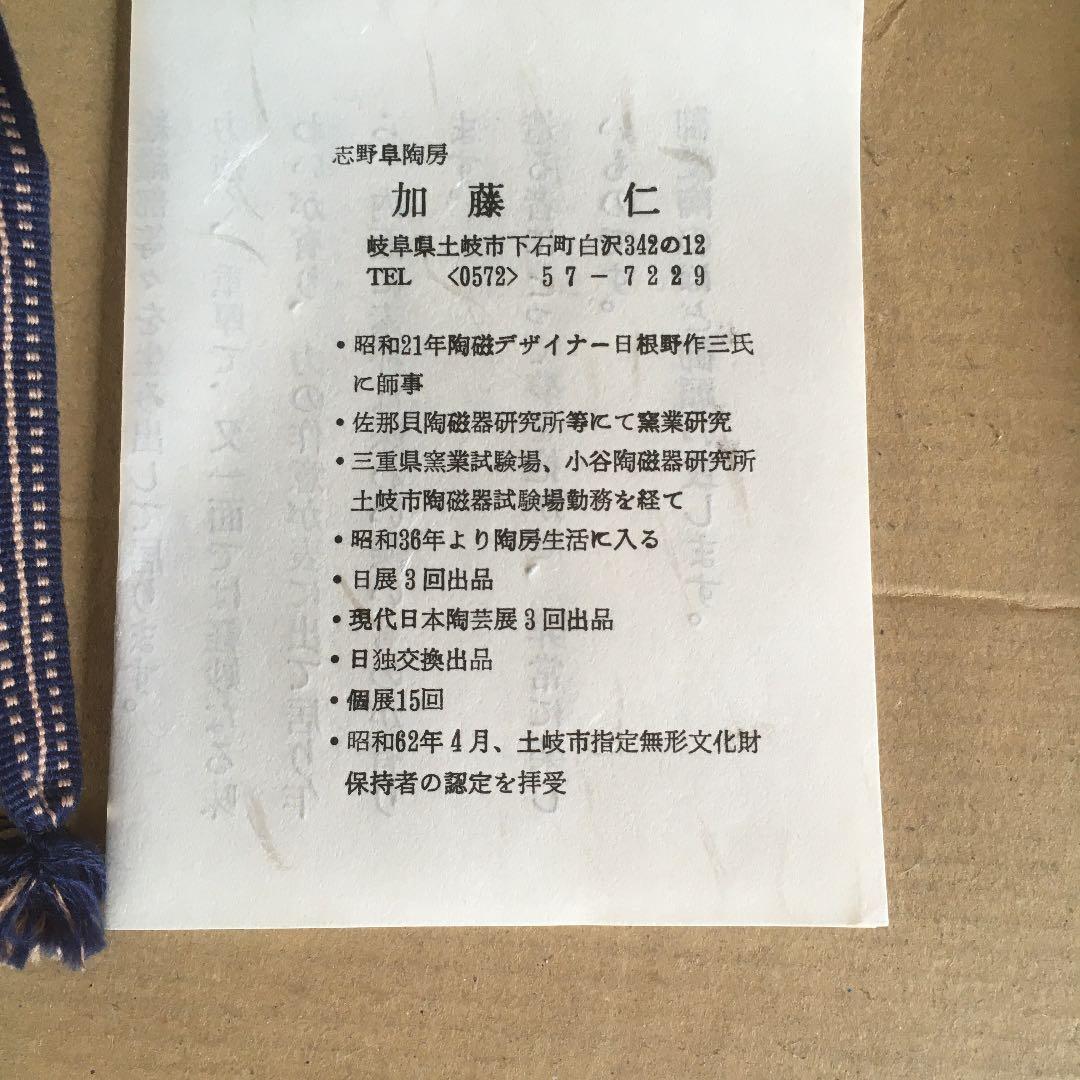 志野阜陶房
加藤 仁
岐阜県土岐市下石町白沢342の12
TEL <0572> 57-7229
・昭和21年陶磁デザイナー日根野作三氏
に師事
・佐那貝陶磁器研究所等にて窯業研究
・三重県窯業試験場、小谷陶磁器研究所
土岐市陶磁器試験場勤務を経て
・昭和36年より陶房生活に入る
・日展3回出品
・現代日本陶芸展3回出品
・日独交換出品
・個展15回
・昭和62年4月、土岐市指定無形文化財
保持者の認定を拝受